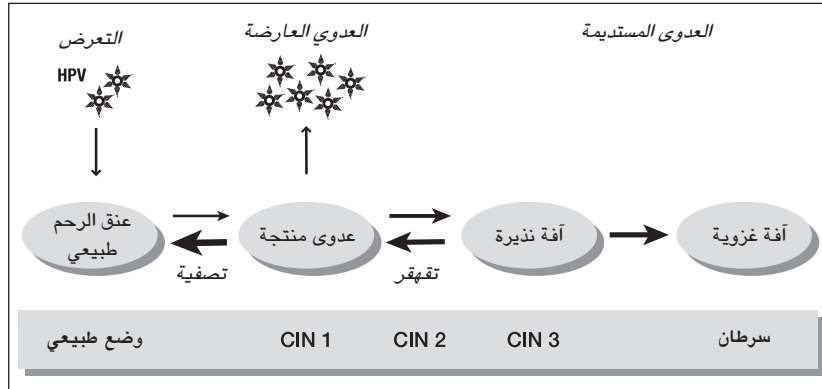 التعرض
العدوي العارضة
العدوى المستديمة
HPV
عنق الرحم
طبيعي
عدوى منتجة
آفة نذيرة
آفة غزوية
تصفية
تقهقر
وضع طبيعي
CIN 1
CIN 2
CIN 3
سرطان